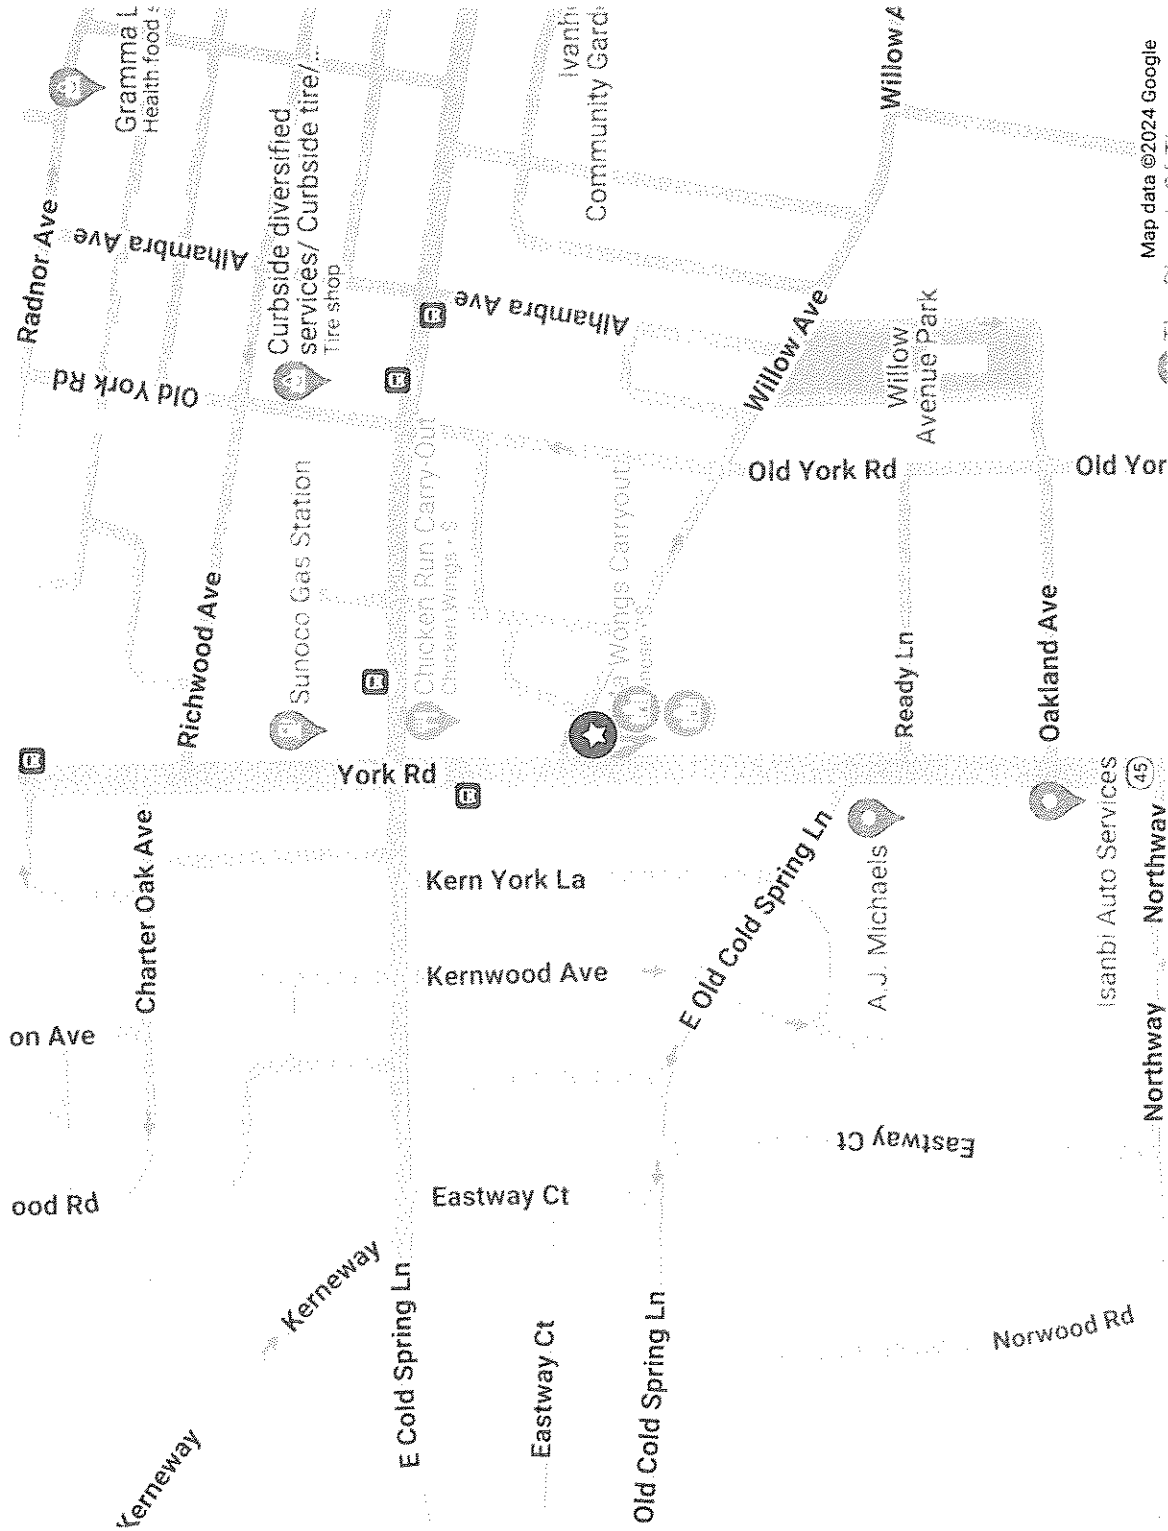 Gramma L
Health food s
Radnor Ave
Alhambra Ave
Curbside diversified
services/ Curbside tire/...
Tire shop
Ivanh
Community Gard
Willow A
Map data ©2024 Google
Alhambra Ave
Old York Rd
Willow Ave
Willow
Avenue Park
Sunoco Gas Station
Chicken Run Carry Out
Chicken Wings • $
Wongs Carryout
Old York Rd
Old Yor
Richwood Ave
Ready Ln
Oakland Ave
York Rd
45
Charter Oak Ave
Kern York La
E Old Cold Spring Ln
A.J. Michaels
Isanbi Auto Services
Northway
Kernwood Ave
on Ave
Northway
Eastway Ct
ood Rd
Eastway Ct
Kerneway
E Cold Spring Ln
Eastway Ct
Old Cold Spring Ln
Norwood Rd
Kerneway